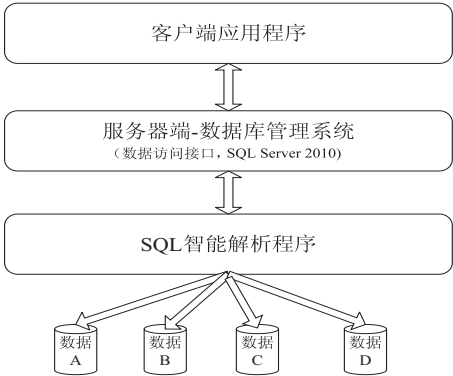 客户端应用程序
服务器端-数据库管理系统
（数据访问接口，SQL Server 2010)
SQL智能解析程序
数据 数据 数据 数据
A B C D